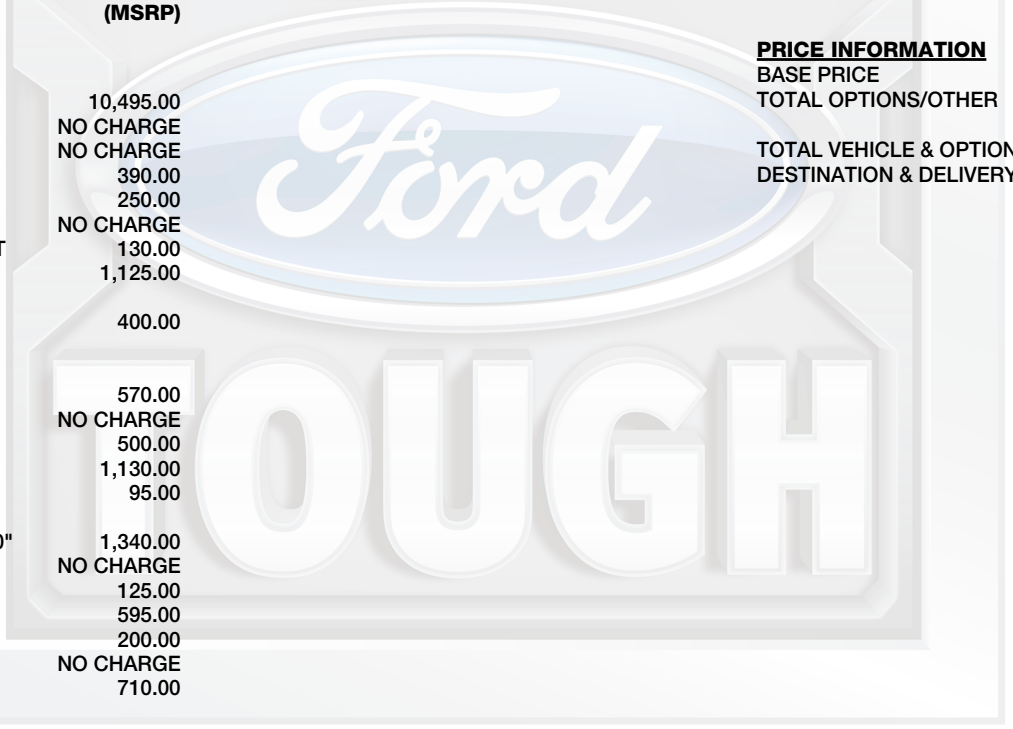 (MSRP)
10,495.00
NO CHARGE
NO CHARGE
390.00
250.00
NO CHARGE
T 130.00
1,125.00
400.00
570.00
NO CHARGE
500.00
1,130.00
95.00
0" 1,340.00
NO CHARGE
125.00
595.00
200.00
NO CHARGE
710.00
PRICE INFORMATION
BASE PRICE
TOTAL OPTIONS/OTHER
TOTAL VEHICLE & OPTION
DESTINATION & DELIVERY
Ford
TOUGH